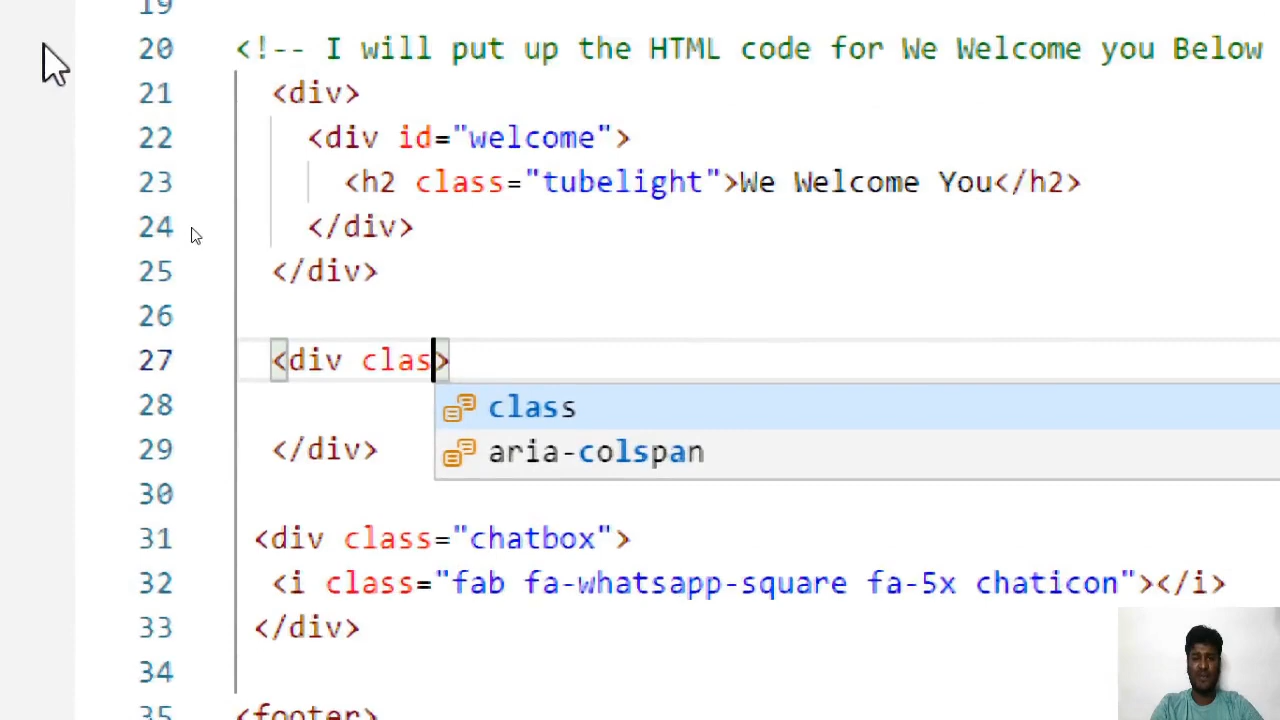 19
20 <!-- I will put up the HTML code for We Welcome you Below
21 <div>
22 <div id="welcome">
23 <h2 class="tubelight">We Welcome You</h2>
24 </div>
25 </div>
26
27 <div clas>
28 class
29 </div> aria-colspan
30
31 <div class="chatbox">
32 <i class="fab fa-whatsapp-square fa-5x chaticon"></i>
33 </div>
34
35 <footer>